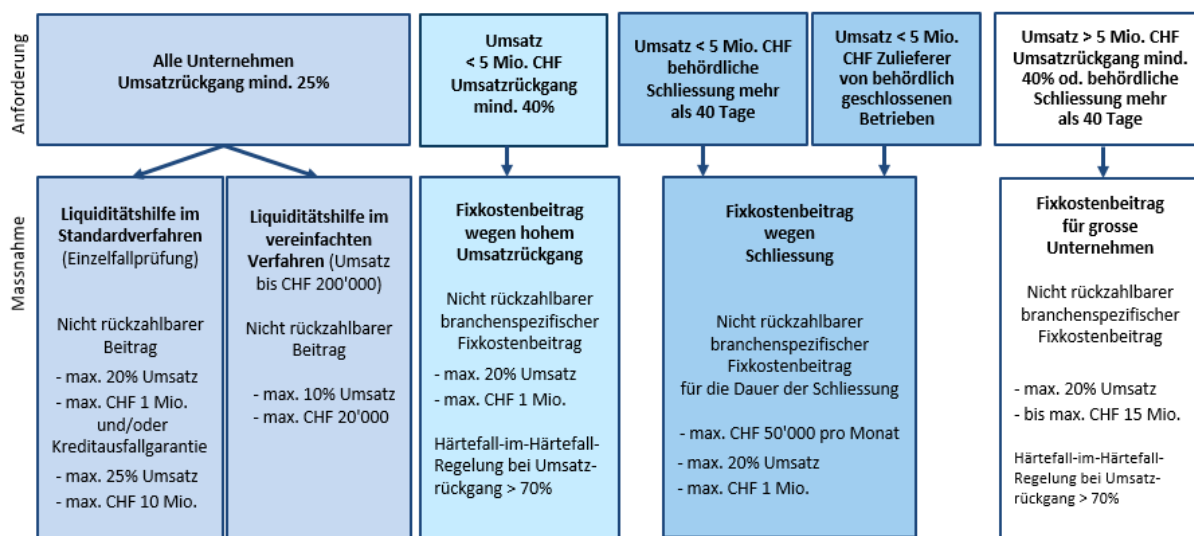 Anforderung
Alle Unternehmen
Umsatzrückgang mind. 25%
Umsatz
< 5 Mio. CHF
Umsatzrückgang
mind. 40%
Umsatz < 5 Mio. CHF
behördliche
Schliessung mehr
als 40 Tage
Umsatz < 5 Mio.
CHF Zulieferer
von behördlich
geschlossenen
Betrieben
Umsatz > 5 Mio. CHF
Umsatzrückgang mind.
40% od. behördliche
Schliessung mehr
als 40 Tage
Massnahme
Liquiditätshilfe im
Standardverfahren
(Einzelfallprüfung)
Nicht rückzahlbarer
Beitrag
- max. 20% Umsatz
- max. CHF 1 Mio.
und/oder
Kreditausfallgarantie
- max. 25% Umsatz
- max. CHF 10 Mio.
Liquiditätshilfe im
vereinfachten
Verfahren (Umsatz
bis CHF 200'000)
Nicht rückzahlbarer
Beitrag
- max. 10% Umsatz
- max. CHF 20'000
Fixkostenbeitrag
wegen hohem
Umsatzrückgang
Nicht rückzahlbarer
branchenspezifischer
Fixkostenbeitrag
- max. 20% Umsatz
- max. CHF 1 Mio.
Härtefall-im-Härtefall-
Regelung bei Umsatz-
rückgang > 70%
Fixkostenbeitrag
wegen
Schliessung
Nicht rückzahlbarer
branchenspezifischer
Fixkostenbeitrag
für die Dauer der Schliessung
- max. CHF 50'000 pro Monat
- max. 20% Umsatz
- max. CHF 1 Mio.
Fixkostenbeitrag
für grosse
Unternehmen
Nicht rückzahlbarer
branchenspezifischer
Fixkostenbeitrag
- max. 20% Umsatz
- bis max. CHF 15 Mio.
Härtefall-im-Härtefall-
Regelung bei Umsatz-
rückgang > 70%